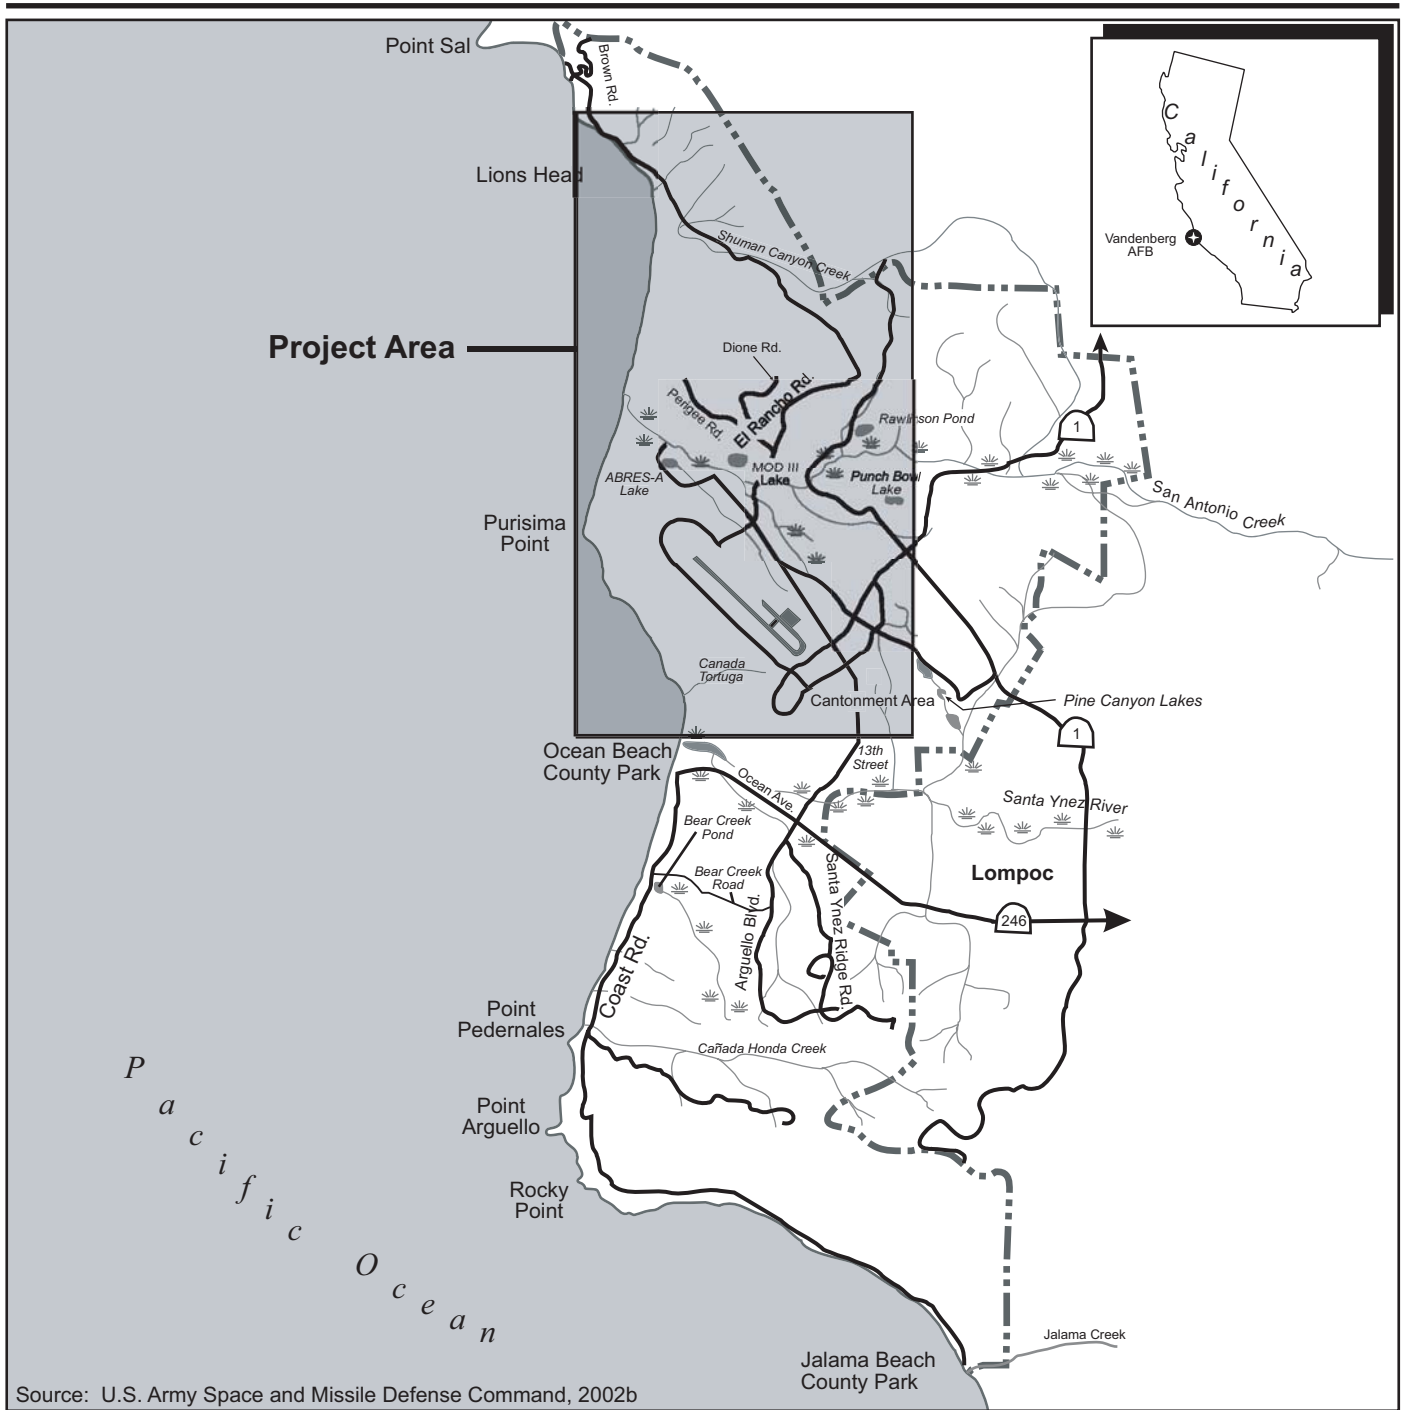 Point Sal
Brown Rd.
California
Vandenberg
AFB
Lions Head
Shuman Canyon Creek
Project Area
Dione Rd.
Perigee Rd.
El Rancho Rd.
1
Rawlinson Pond
ABRES-A
Lake
MOD III
Lake
Punch Bowl
Lake
San Antonio Creek
Purisima
Point
Canada
Tortuga
Cantonment Area
Pine Canyon Lakes
1
Ocean Beach
County Park
13th
Street
Ocean Ave.
Santa Ynez River
Bear Creek
Pond
Bear Creek
Road
Lompoc
246
Santa Ynez Ridge Rd.
Arguello Blvd.
Coast Rd.
Point
Pedernales
Cañada Honda Creek
Point
Arguello
Rocky
Point
Pacific Ocean
Jalama Creek
Jalama Beach
County Park
Source: U.S. Army Space and Missile Defense Command, 2002b